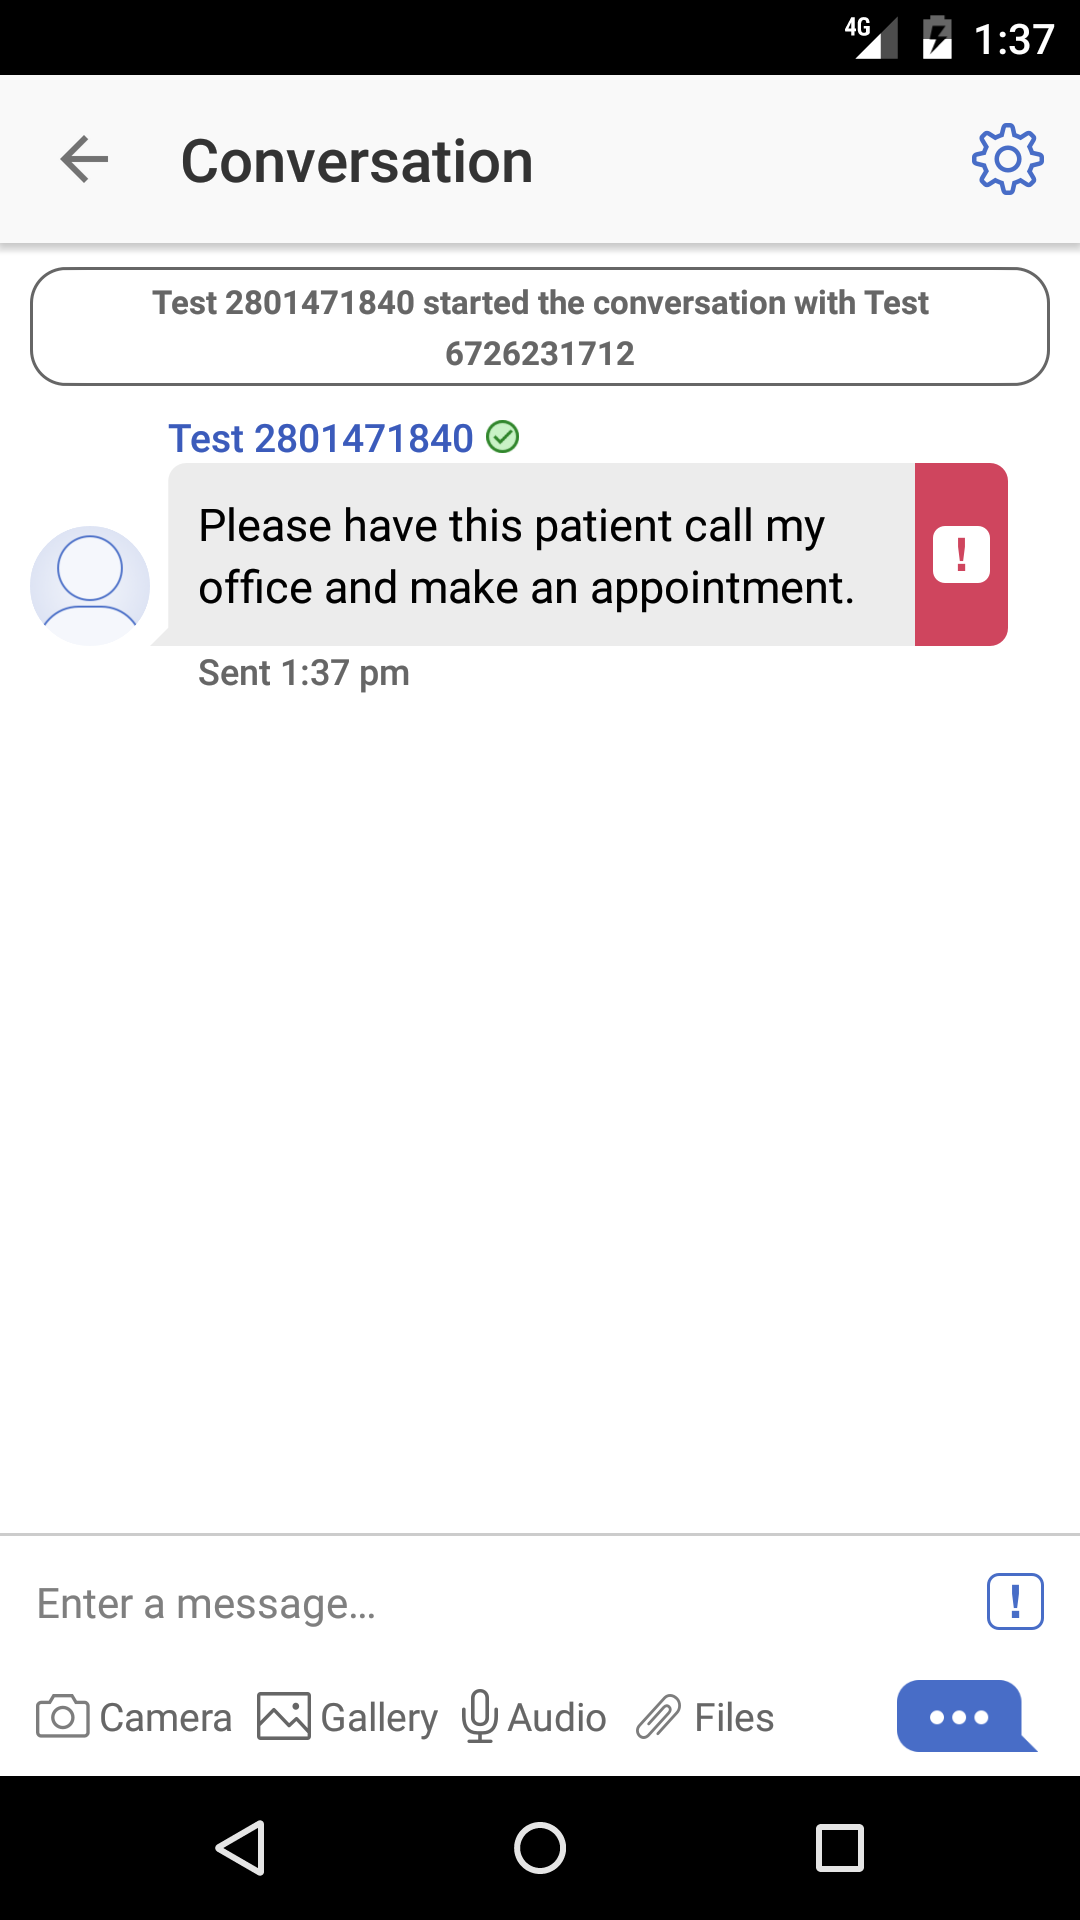 4G 1:37
Conversation
Test 2801471840 started the conversation with Test
6726231712
Test 2801471840
Please have this patient call my
office and make an appointment.
!
Sent 1:37 pm
Enter a message...
!
Camera Gallery Audio Files